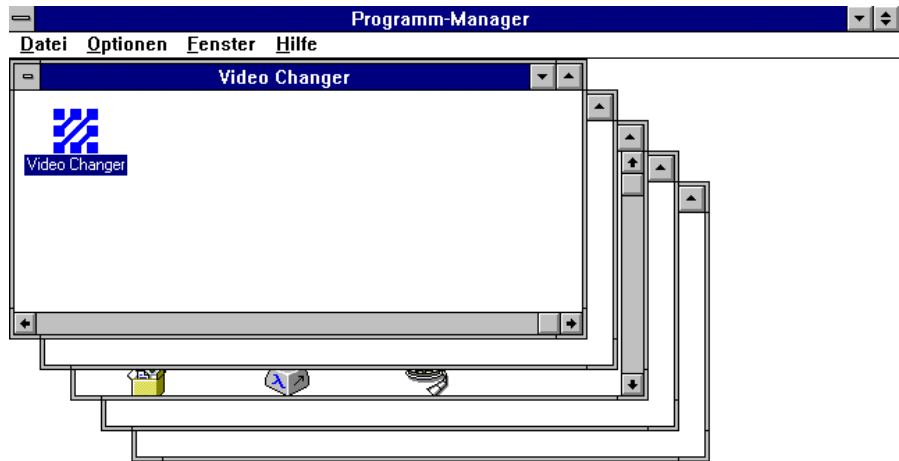 Programm-Manager
Datei Optionen Fenster Hilfe
Video Changer
Video Changer
λ